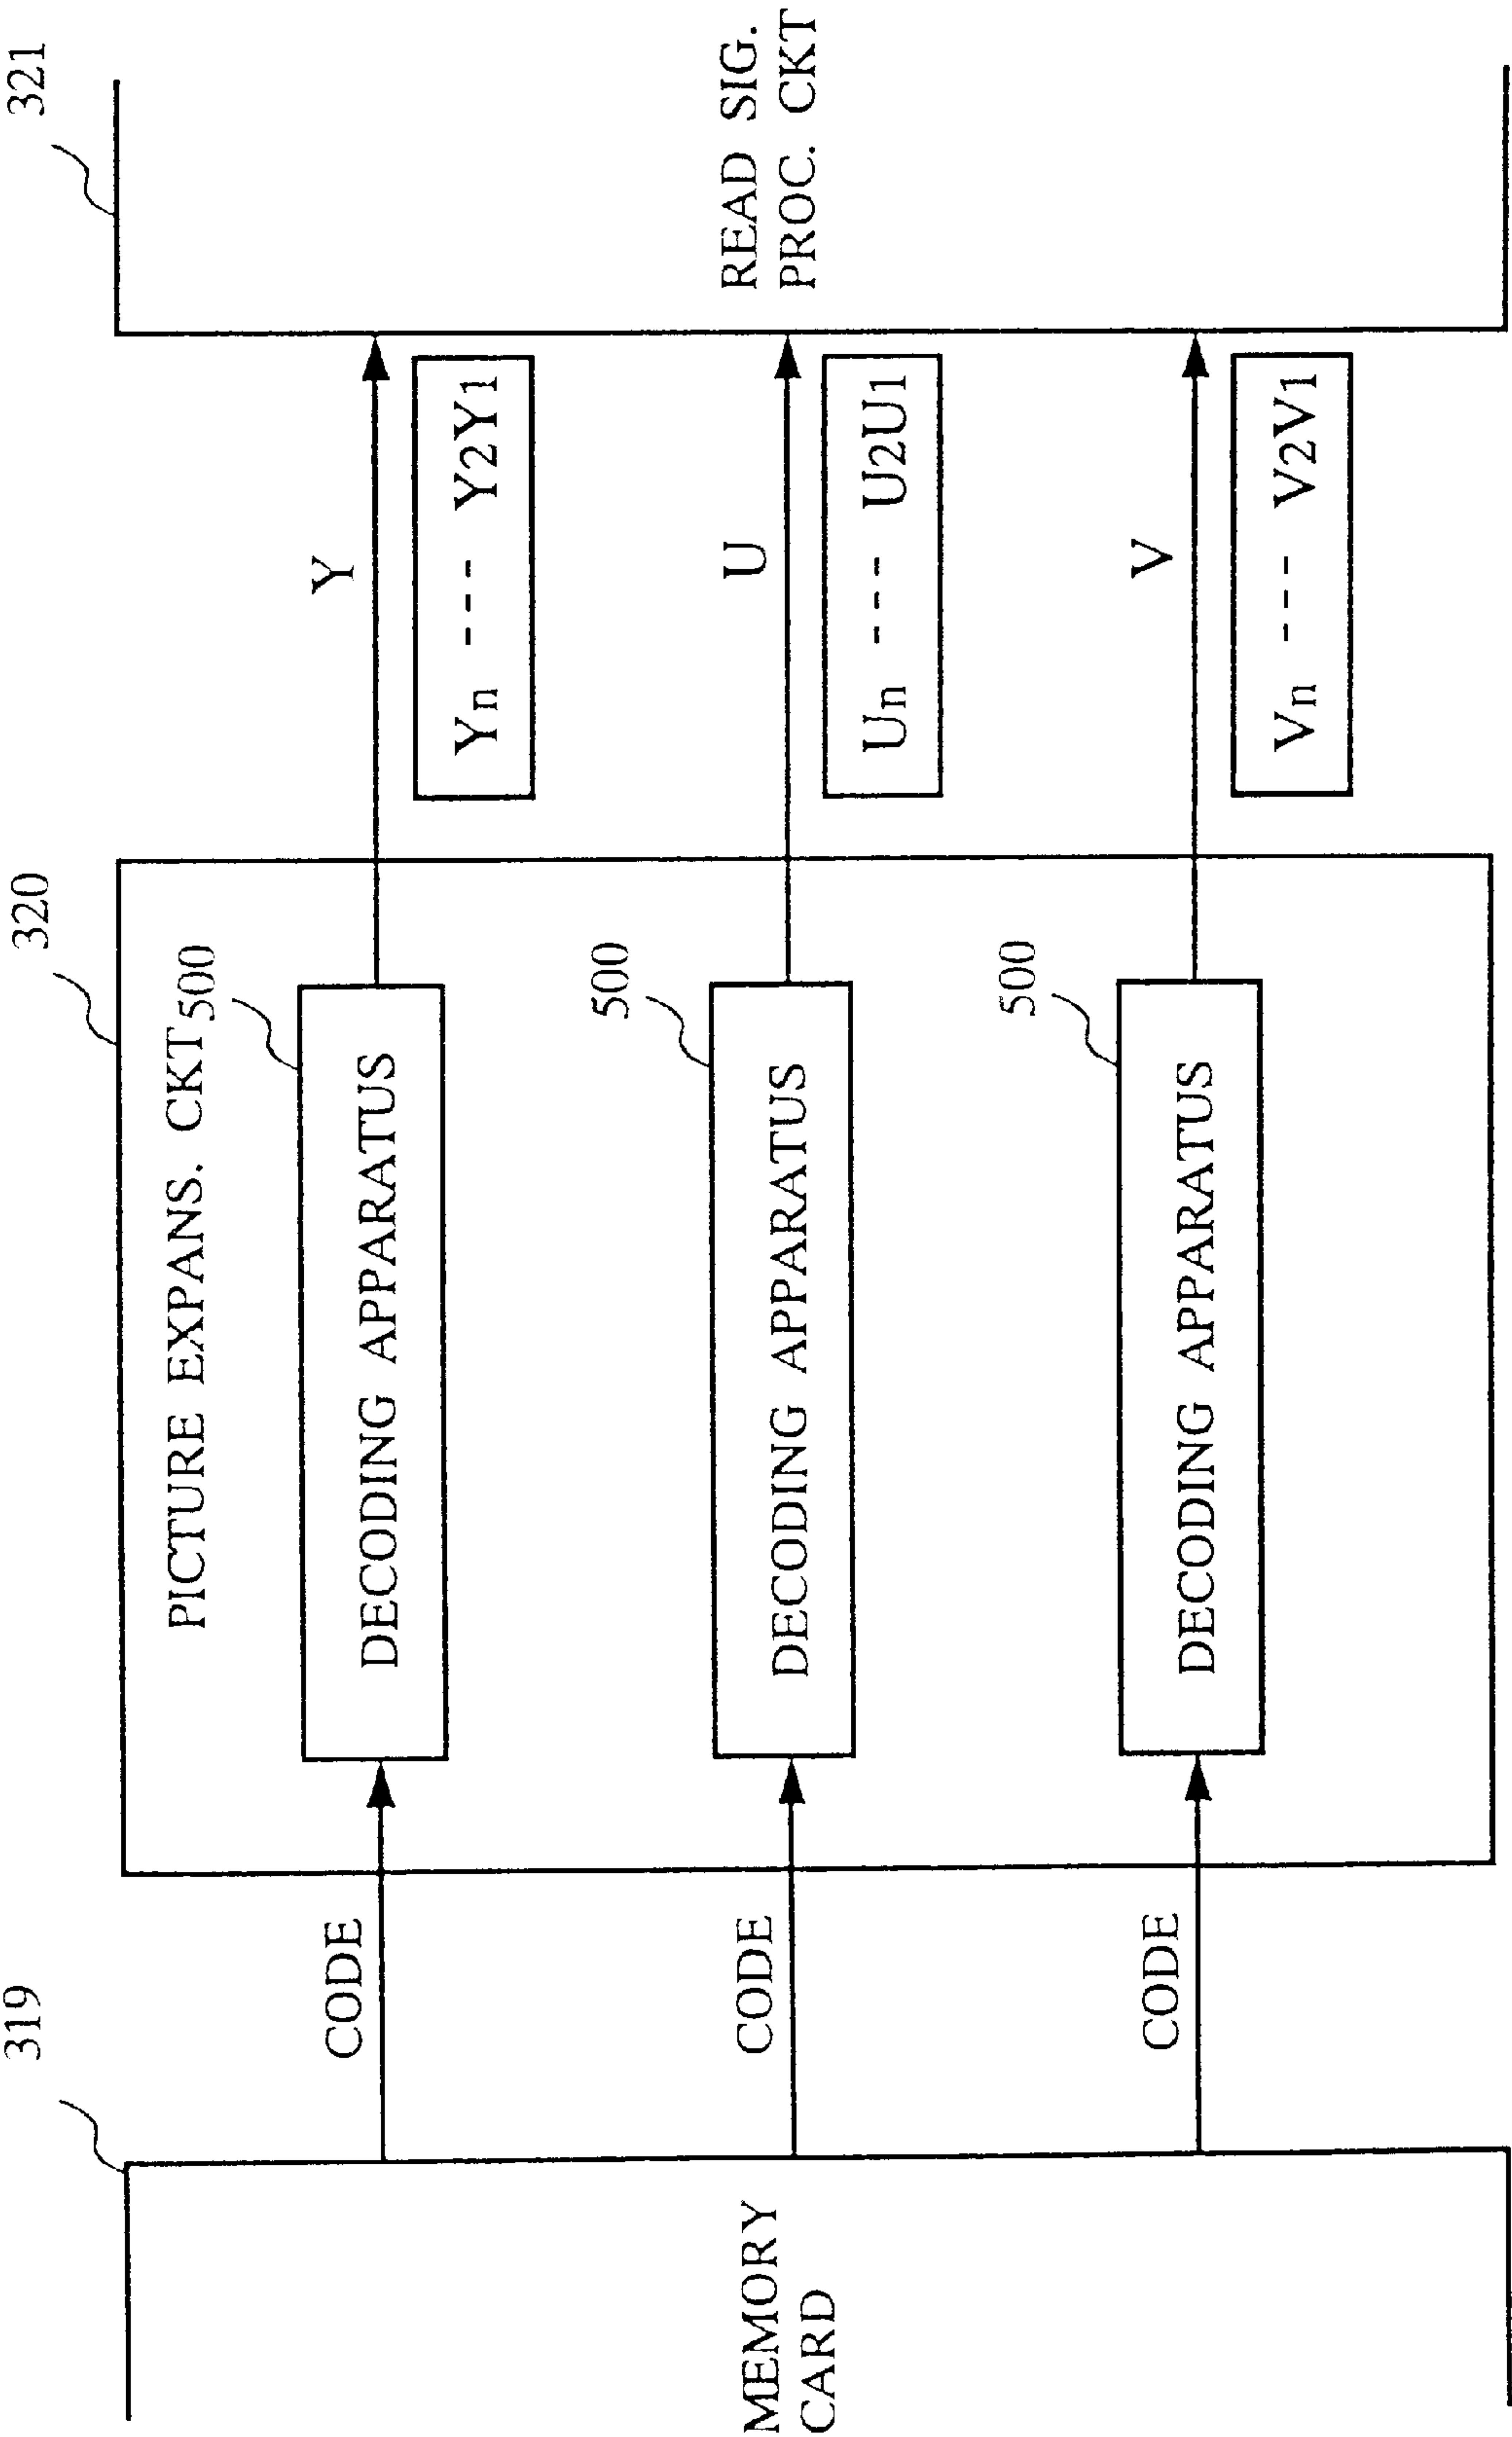 319
MEMORY
CARD
CODE
CODE
CODE
320
PICTURE EXPANS. CKT
500
DECODING APPARATUS
500
DECODING APPARATUS
500
DECODING APPARATUS
Y
Yn --- Y2Y1
U
Un --- U2U1
V
Vn --- V2V1
321
READ SIG.
PROC. CKT